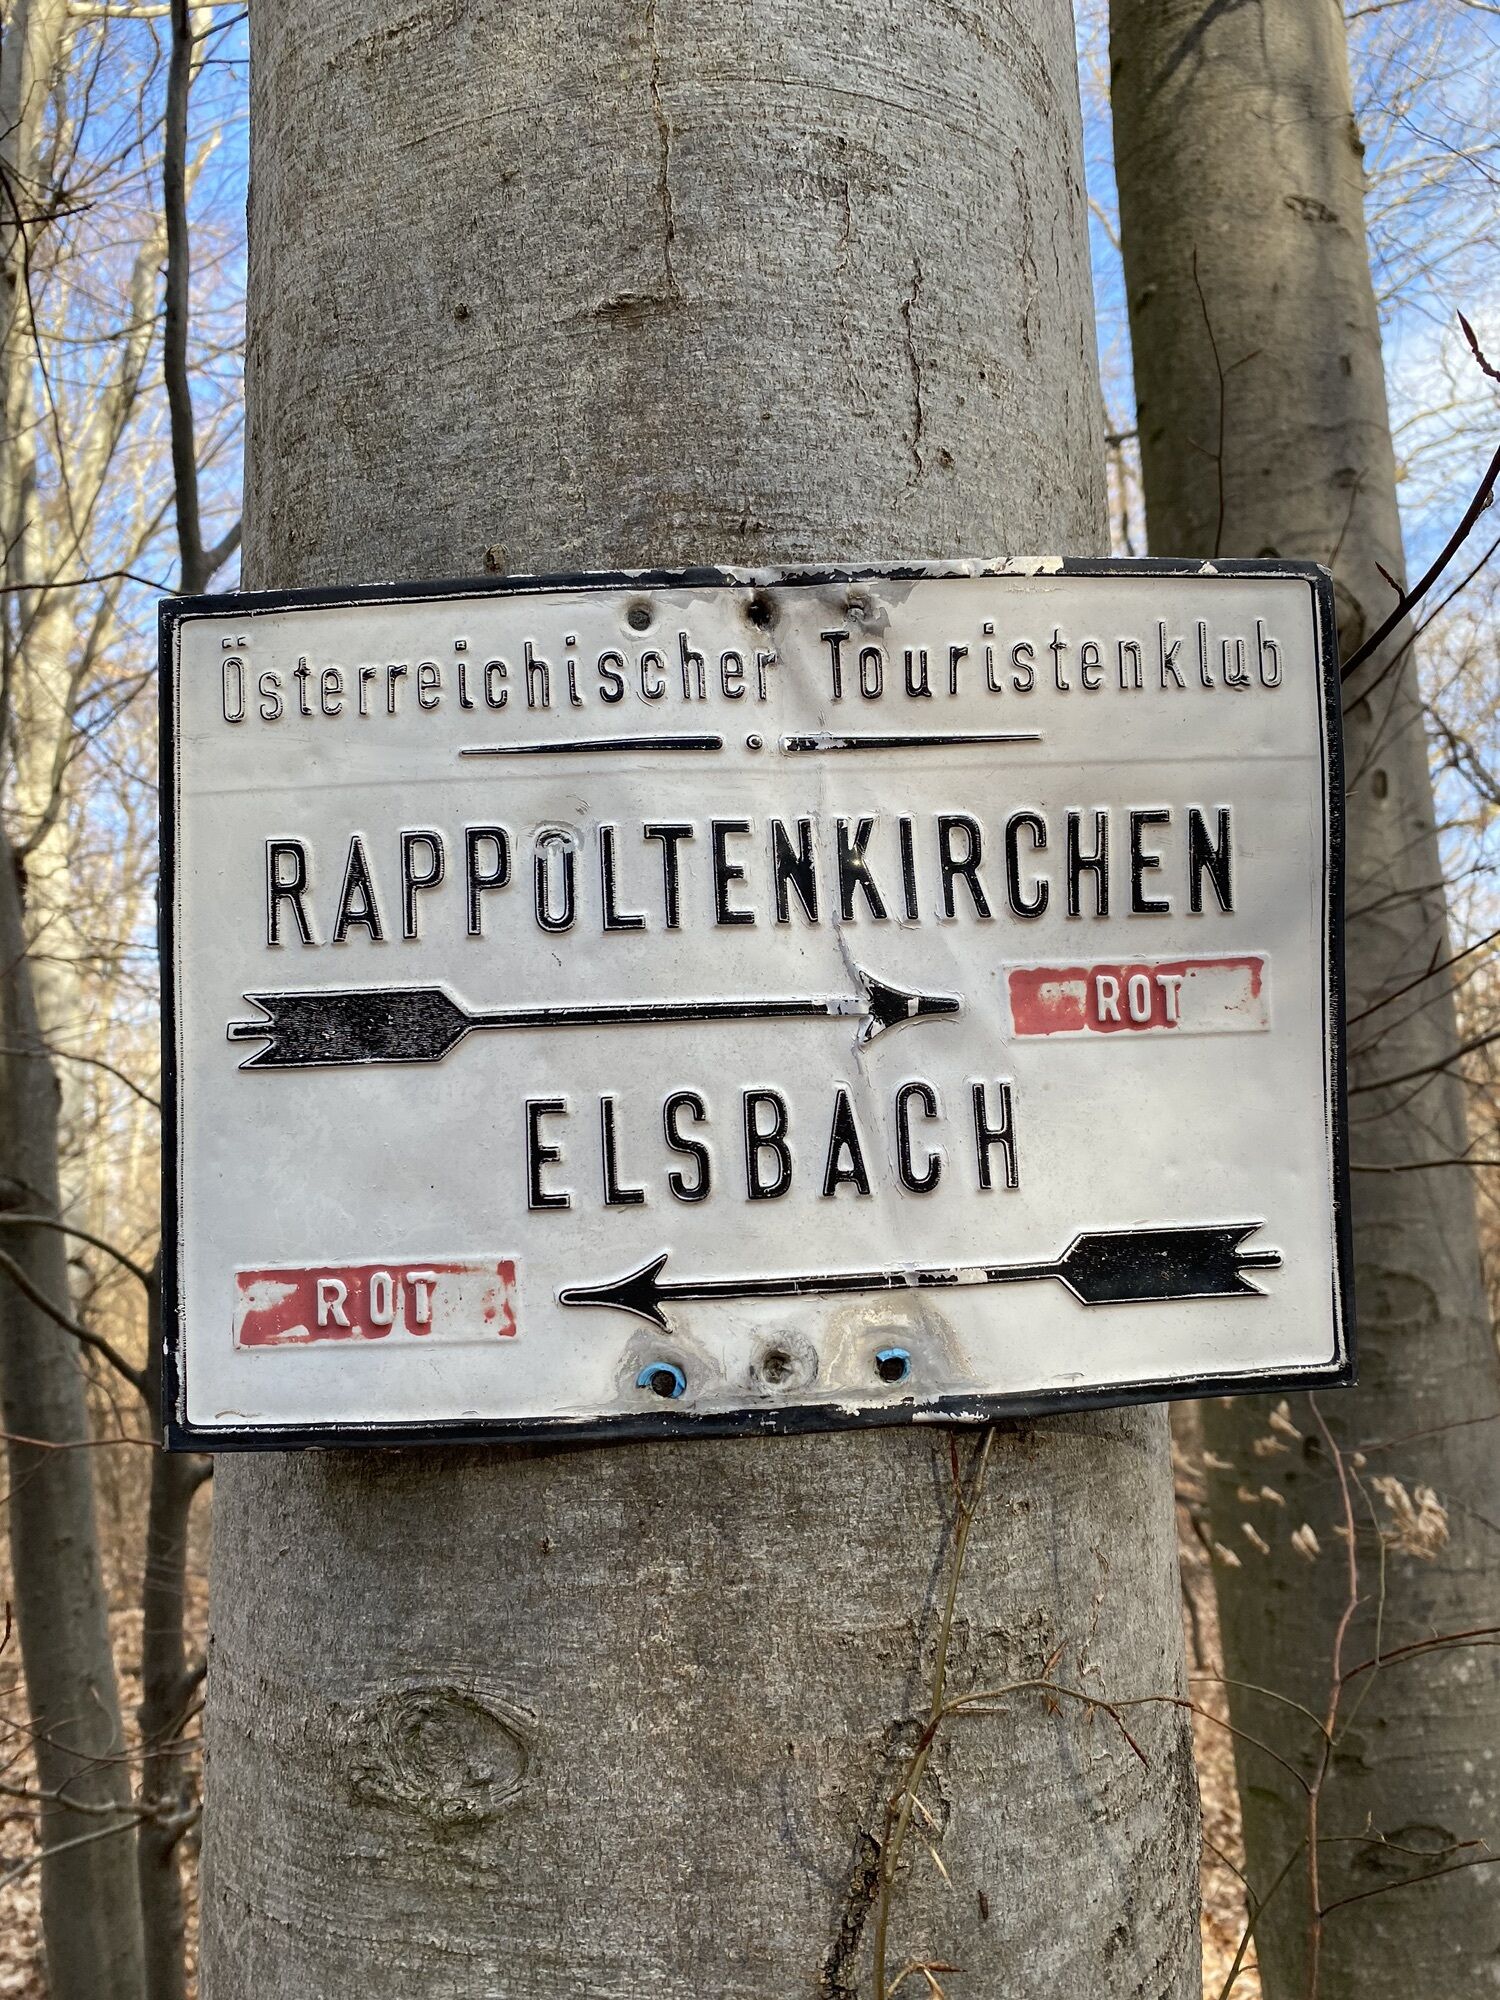 Österreichischer Touristenklub
RAPPOLTENKIRCHEN
ROT
ELSBACH
ROT